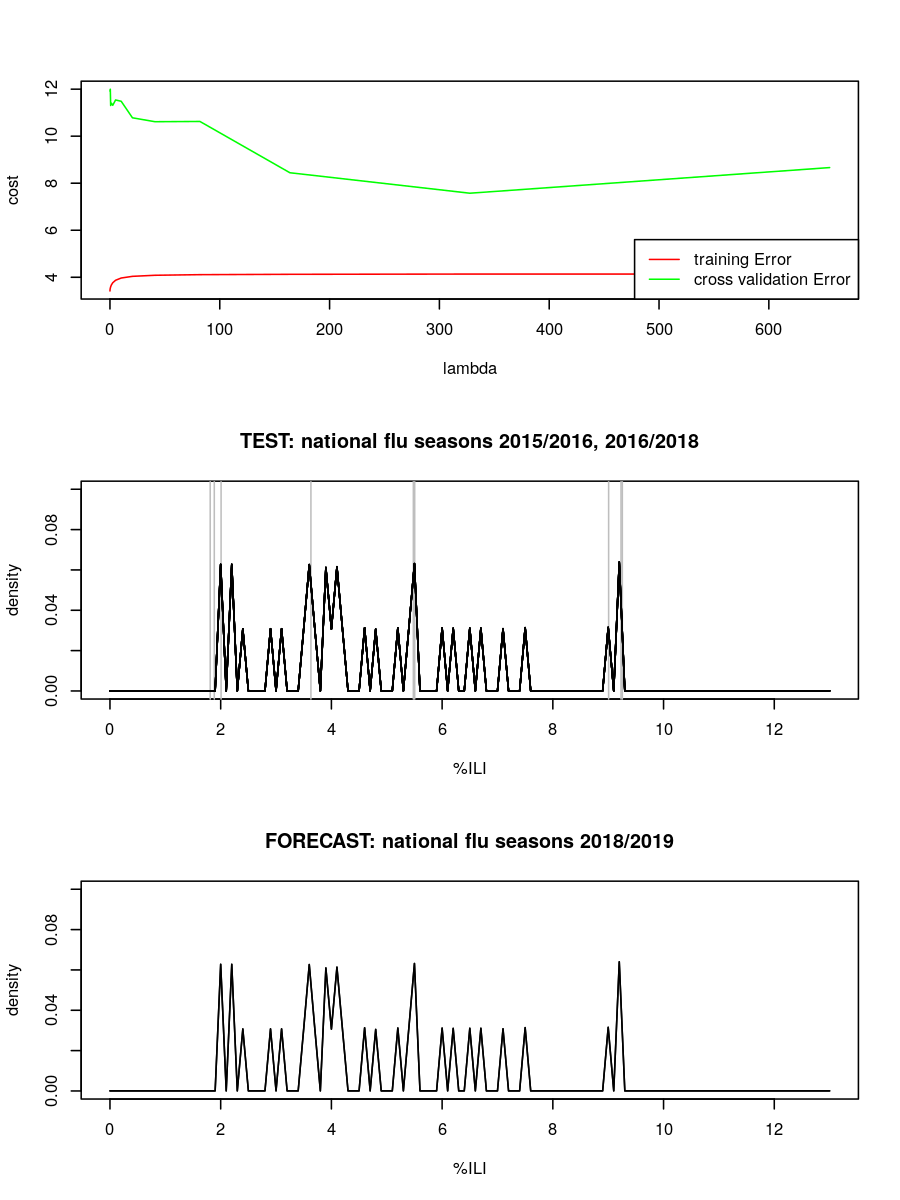 12
10
8
6
4
cost
training Error
cross validation Error
0 100 200 300 400 500 600
lambda
TEST: national flu seasons 2015/2016, 2016/2018
0.08
0.04
0.00
density
0 2 4 6 8 10 12
%ILI
FORECAST: national flu seasons 2018/2019
0.08
0.04
0.00
density
0 2 4 6 8 10 12
%ILI